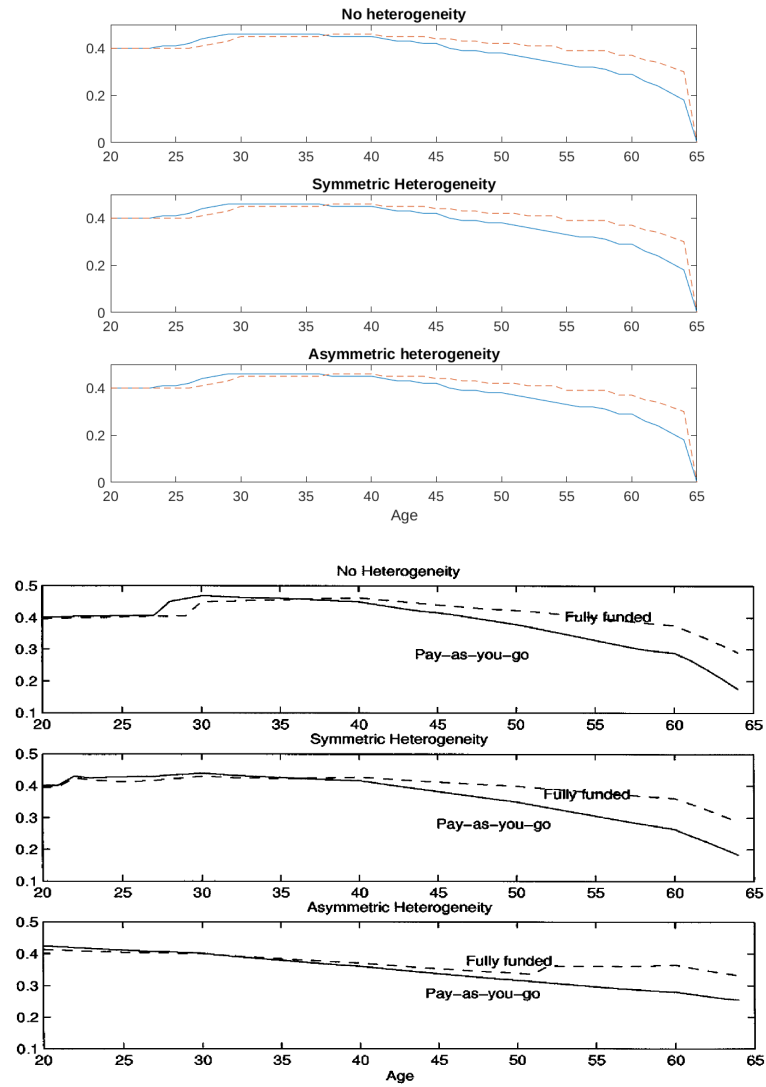 No heterogeneity
0.4
0.2
0
20 25 30 35 40 45 50 55 60 65
Symmetric Heterogeneity
0.4
0.2
0
20 25 30 35 40 45 50 55 60 65
Asymmetric heterogeneity
0.4
0.2
0
20 25 30 35 40 45 50 55 60 65
Age
No Heterogeneity
0.5
0.4
Fully funded
0.3
Pay-as-you-go
0.2
0.1
20 25 30 35 40 45 50 55 60 65
Symmetric Heterogeneity
0.5
0.4
Fully funded
0.3
Pay-as-you-go
0.2
0.1
20 25 30 35 40 45 50 55 60 65
Asymmetric Heterogeneity
0.5
0.4
Fully funded
0.3
Pay-as-you-go
0.2
0.1
20 25 30 35 40 45 50 55 60 65
Age